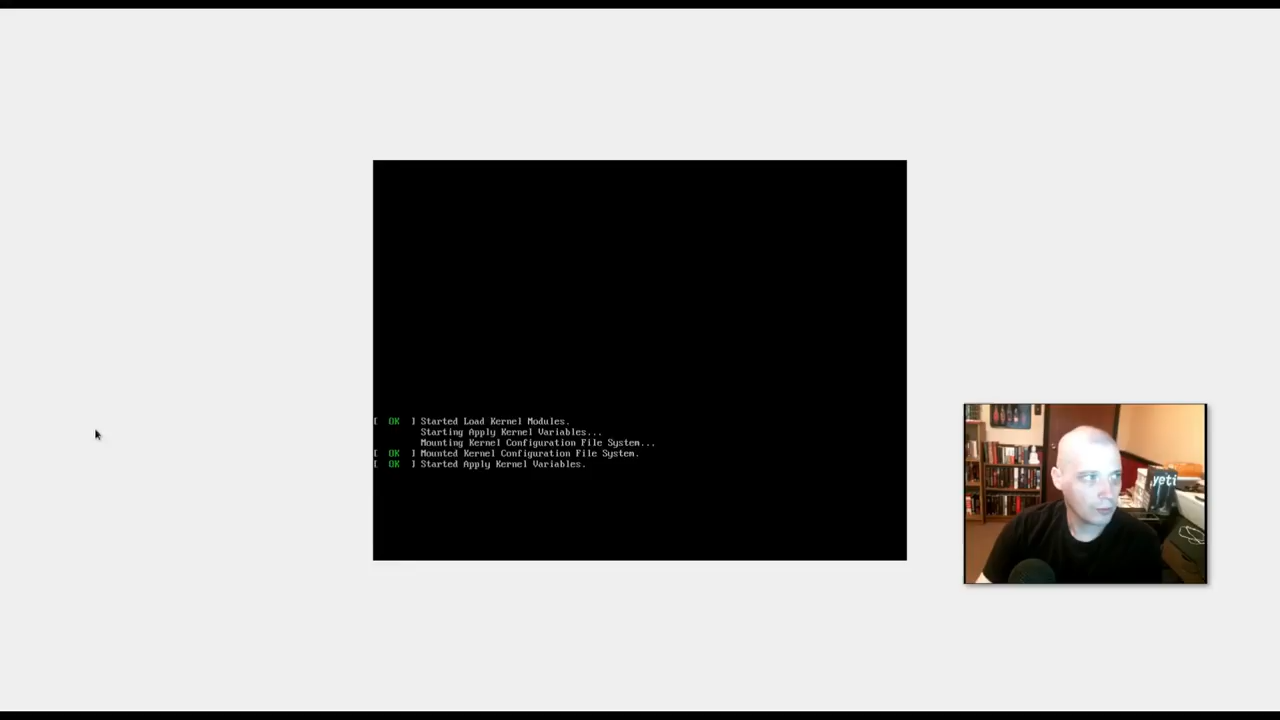 [  OK  ] Started Load Kernel Modules.
Starting Apply Kernel Variables...
Mounting Kernel Configuration File System...
[  OK  ] Mounted Kernel Configuration File System.
[  OK  ] Started Apply Kernel Variables.
yeti